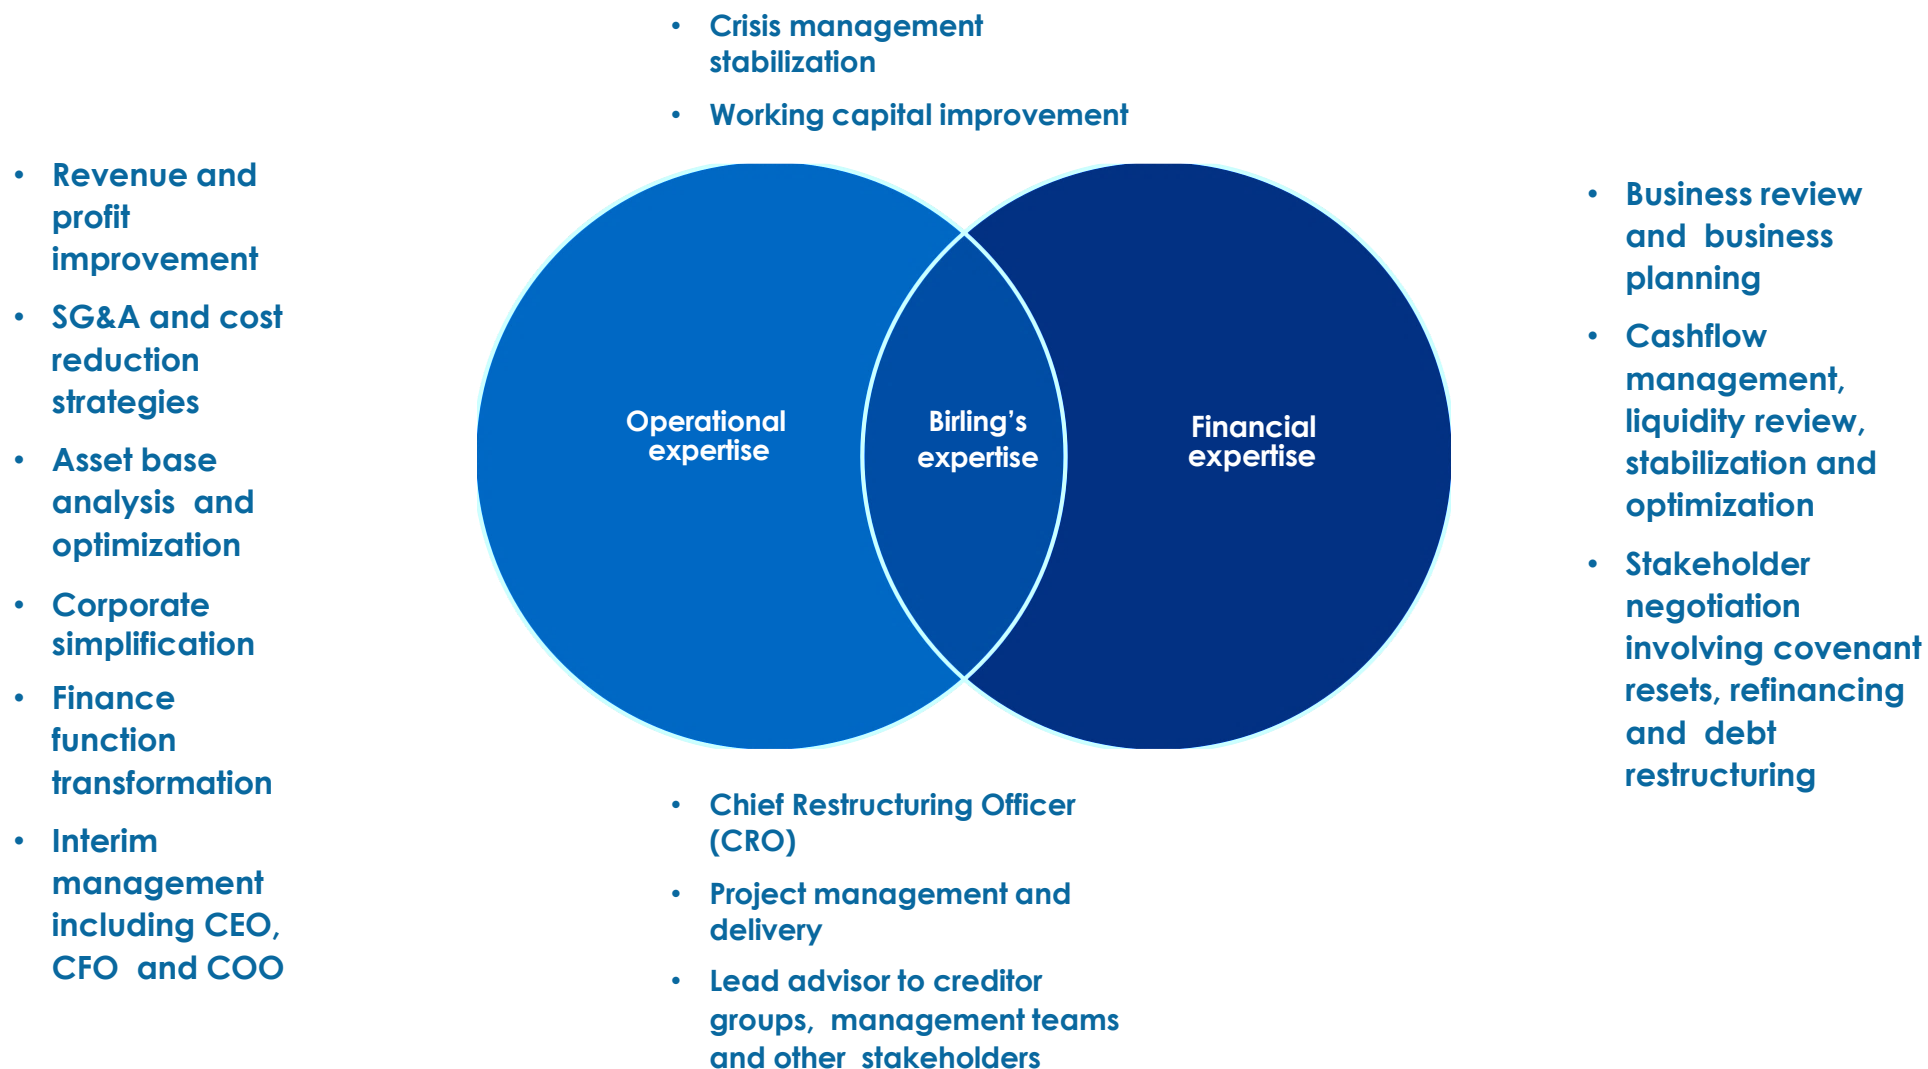 • Crisis management
stabilization
• Working capital improvement
• Revenue and
profit
improvement
• SG&A and cost
reduction
strategies
• Asset base
analysis and
optimization
• Corporate
simplification
• Finance
function
transformation
• Interim
management
including CEO,
CFO and COO
Operational
expertise
Birling’s
expertise
Financial
expertise
• Business review
and business
planning
• Cashflow
management,
liquidity review,
stabilization and
optimization
• Stakeholder
negotiation
involving covenant
resets, refinancing
and debt
restructuring
• Chief Restructuring Officer
(CRO)
• Project management and
delivery
• Lead advisor to creditor
groups, management teams
and other stakeholders